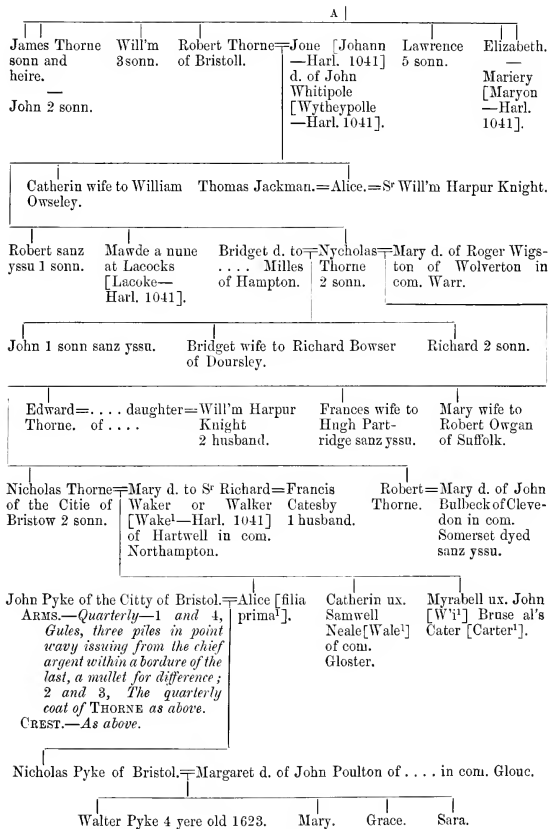 A
James Thorne sonn and heire.
—
John 2 sonn.
Will'm 3 sonn.
Robert Thorne of Bristoll.
= Jone [Johann —Harl. 1041] d. of John Whitipole [Wytheypolle —Harl. 1041].
Lawrence 5 sonn.
Elizabeth.
—
Mariery [Maryon —Harl. 1041].
Catherin wife to William Owseley.
Thomas Jackman.=Alice.=Sr Will'm Harpur Knight.
Robert sanz yssu 1 sonn.
Mawde a nune at Lacocks [Lacoke— Harl. 1041].
Bridget d. to .... Milles of Hampton.
= Nycholas Thorne 2 sonn.
= Mary d. of Roger Wigston of Wolverton in com. Warr.
John 1 sonn sanz yssu.
Bridget wife to Richard Bowser of Doursley.
Richard 2 sonn.
Edward Thorne.
= .... daughter of ....
= Will'm Harpur Knight 2 husband.
Frances wife to Hugh Partridge sanz yssu.
Mary wife to Robert Owgan of Suffolk.
Nicholas Thorne of the Citie of Bristow 2 sonn.
= Mary d. to Sr Richard Waker or Walker [Wake1—Harl. 1041] of Hartwell in com. Northampton.
= Francis Catesby 1 husband.
Robert Thorne.
= Mary d. of John Bulbeck of Clevedon in com. Somerset dyed sanz yssu.
John Pyke of the Citty of Bristol.
= Alice [filia prima1].
ARMS.—Quarterly—1 and 4, Gules, three piles in point wavy issuing from the chief argent within a bordure of the last, a mullet for difference; 2 and 3, The quarterly coat of THORNE as above.
CREST.—As above.
Catherin ux. Samwell Neale [Wale1] of com. Gloster.
Myrabell ux. John [W'i1] Bruse al's Cater [Carter1].
Nicholas Pyke of Bristol.=Margaret d. of John Poulton of .... in com. Glouc.
Walter Pyke 4 yere old 1623.
Mary.
Grace.
Sara.